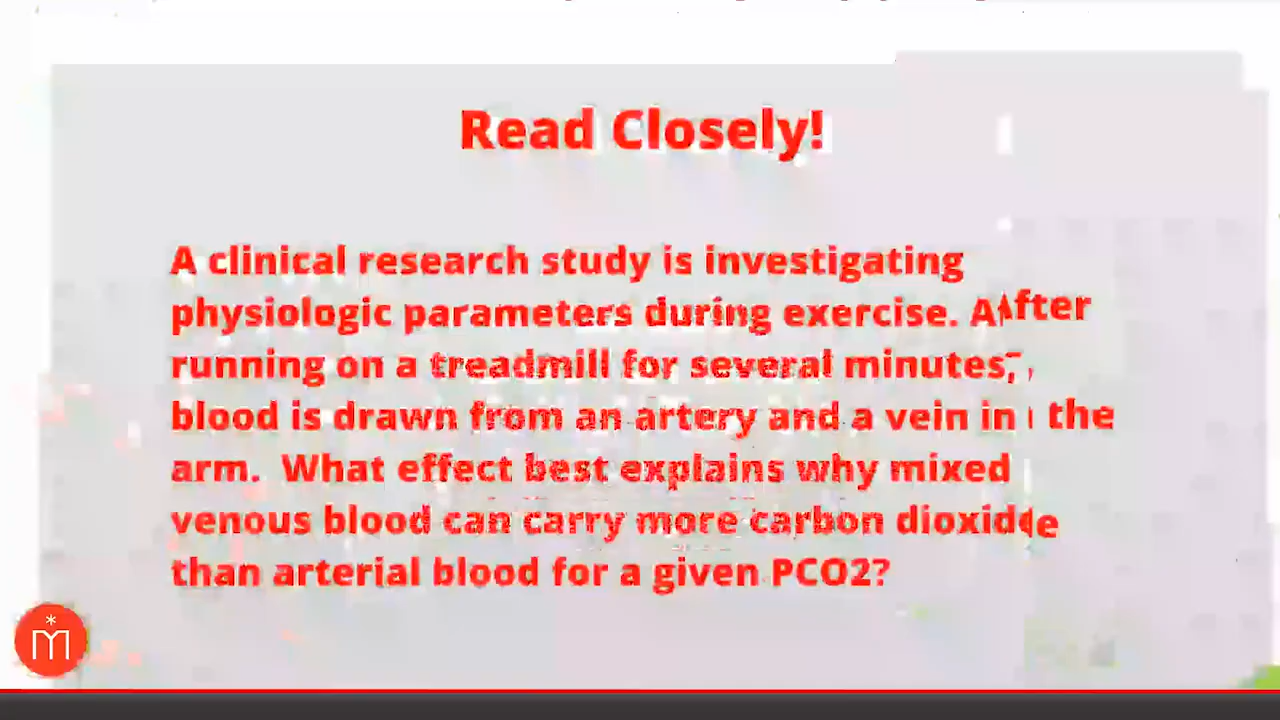 Read Closely!
A clinical research study is investigating
physiologic parameters during exercise. After
running on a treadmill for several minutes,
blood is drawn from an artery and a vein in the
arm. What effect best explains why mixed
venous blood can carry more carbon dioxide
than arterial blood for a given PCO2?